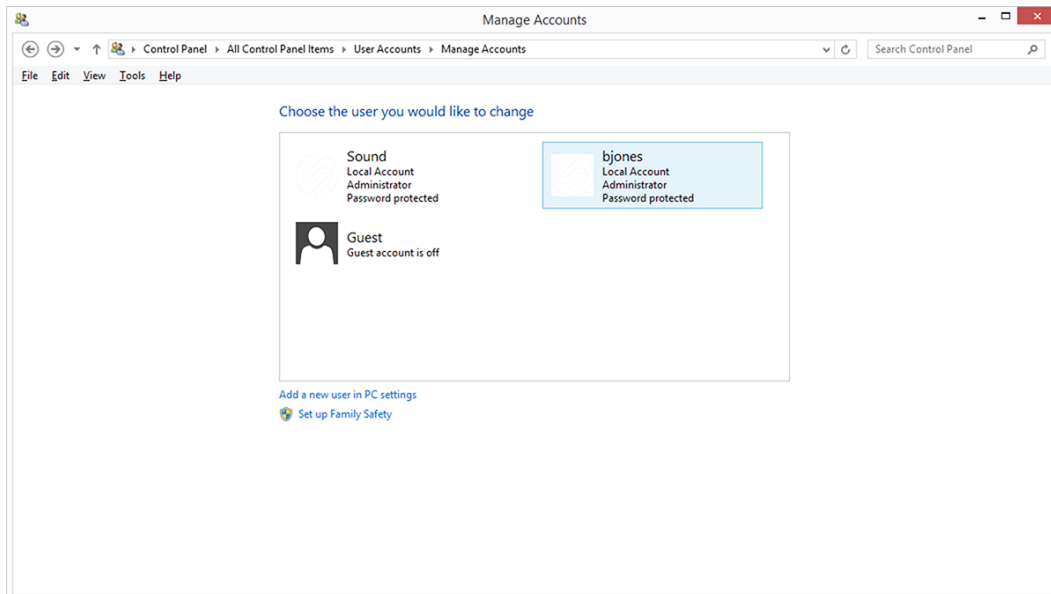 Manage Accounts
Control Panel All Control Panel Items User Accounts Manage Accounts Search Control Panel
File Edit View Tools Help
Choose the user you would like to change
Sound
Local Account
Administrator
Password protected
bjones
Local Account
Administrator
Password protected
Guest
Guest account is off
Add a new user in PC settings
Set up Family Safety